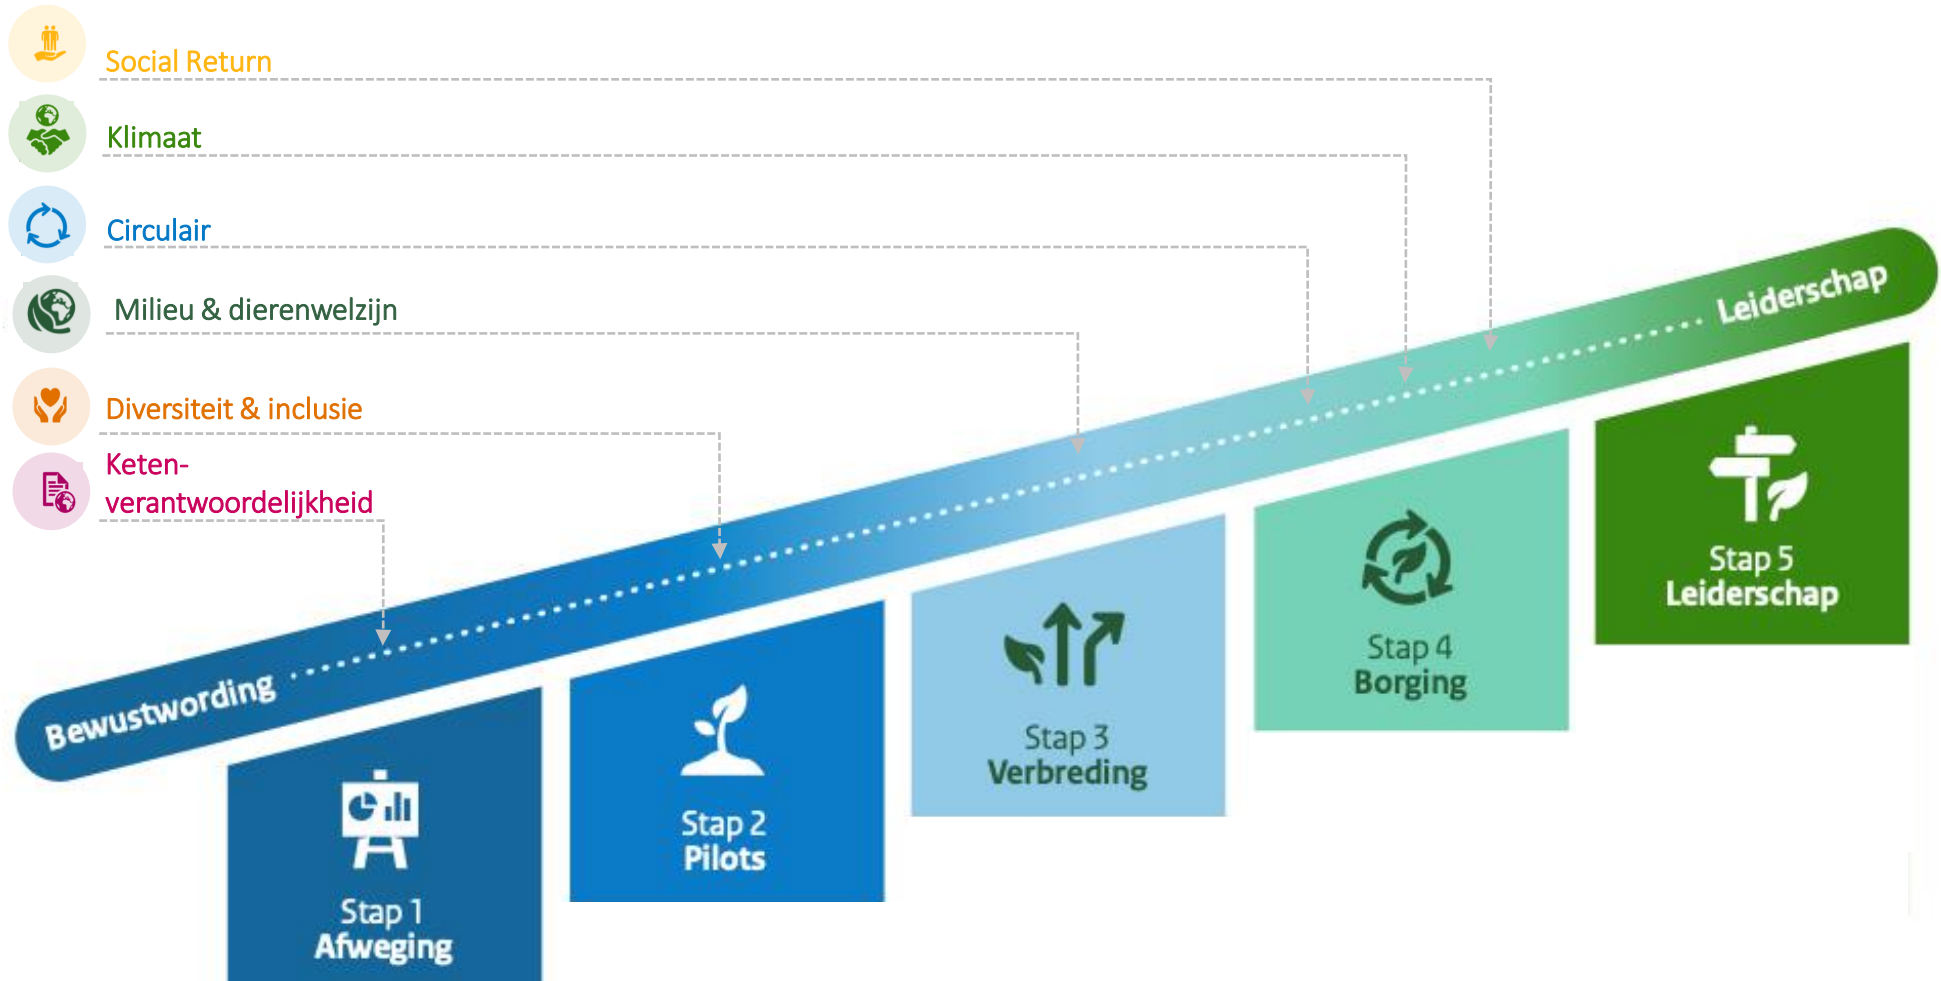 Social Return
Klimaat
Circulair
Milieu & dierenwelzijn
Diversiteit & inclusie
Keten-
verantwoordelijkheid
Bewustwording
Leiderschap
Stap 1
Afweging
Stap 2
Pilots
Stap 3
Verbreding
Stap 4
Borging
Stap 5
Leiderschap